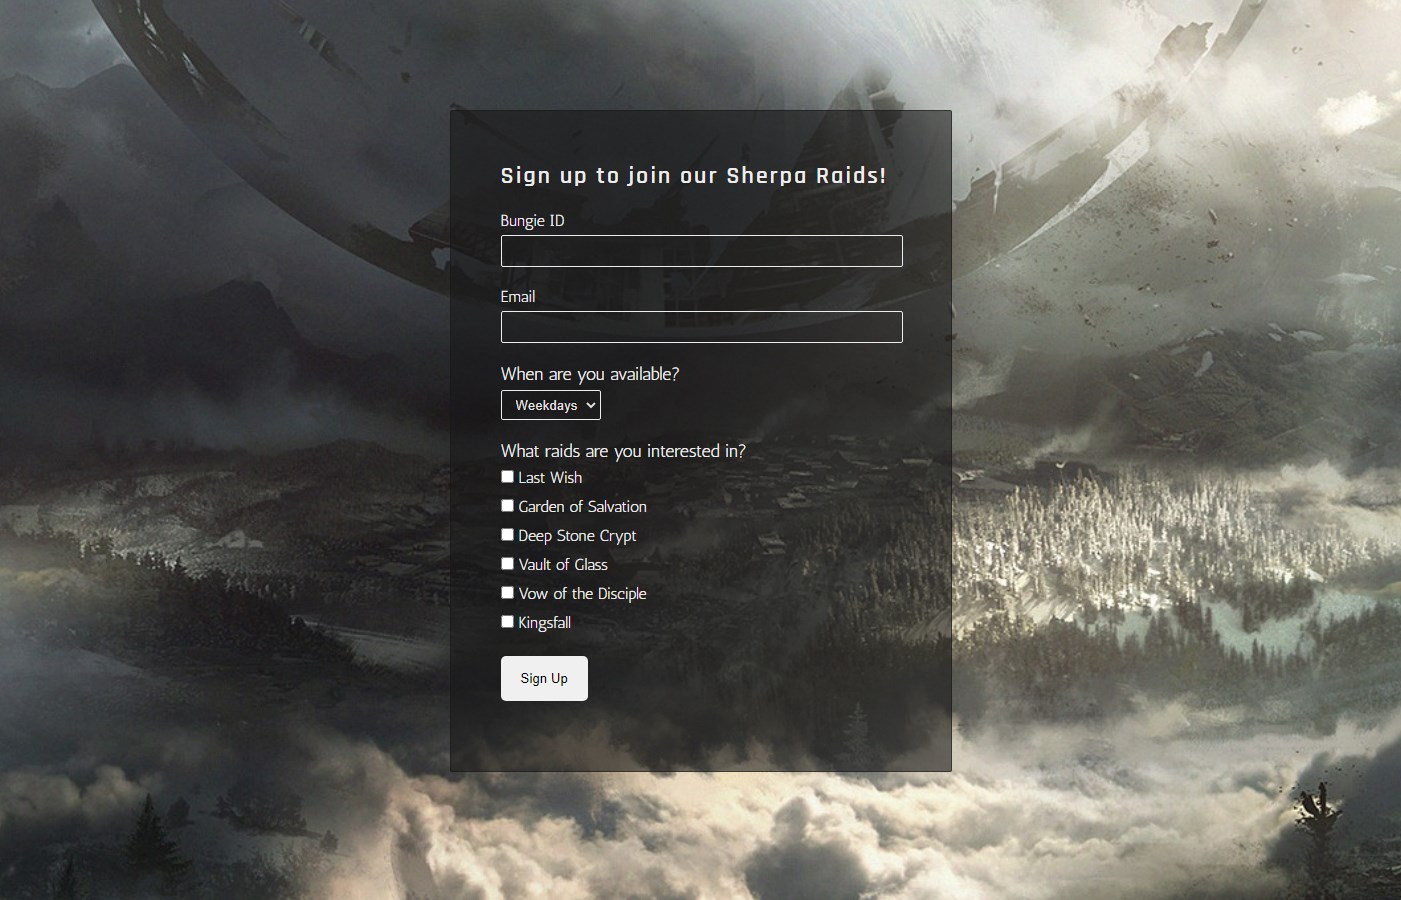 Sign up to join our Sherpa Raids!
Bungie ID
Email
When are you available?
Weekdays
What raids are you interested in?
Last Wish
Garden of Salvation
Deep Stone Crypt
Vault of Glass
Vow of the Disciple
Kingsfall
Sign Up